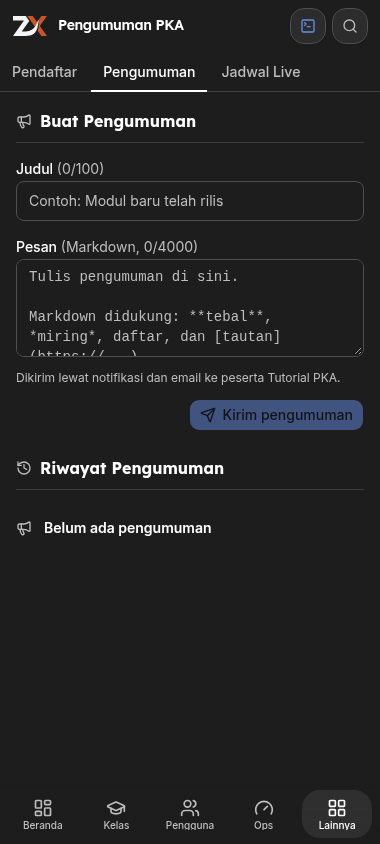 ZX Pengumuman PKA
Pendaftar Pengumuman Jadwal Live
Buat Pengumuman
Judul (0/100)
Contoh: Modul baru telah rilis
Pesan (Markdown, 0/4000)
Tulis pengumuman di sini.
Markdown didukung: **tebal**,
*miring*, daftar, dan [tautan]
(https://...)
Dikirim lewat notifikasi dan email ke peserta Tutorial PKA.
Kirim pengumuman
Riwayat Pengumuman
Belum ada pengumuman
Beranda Kelas Pengguna Ops Lainnya